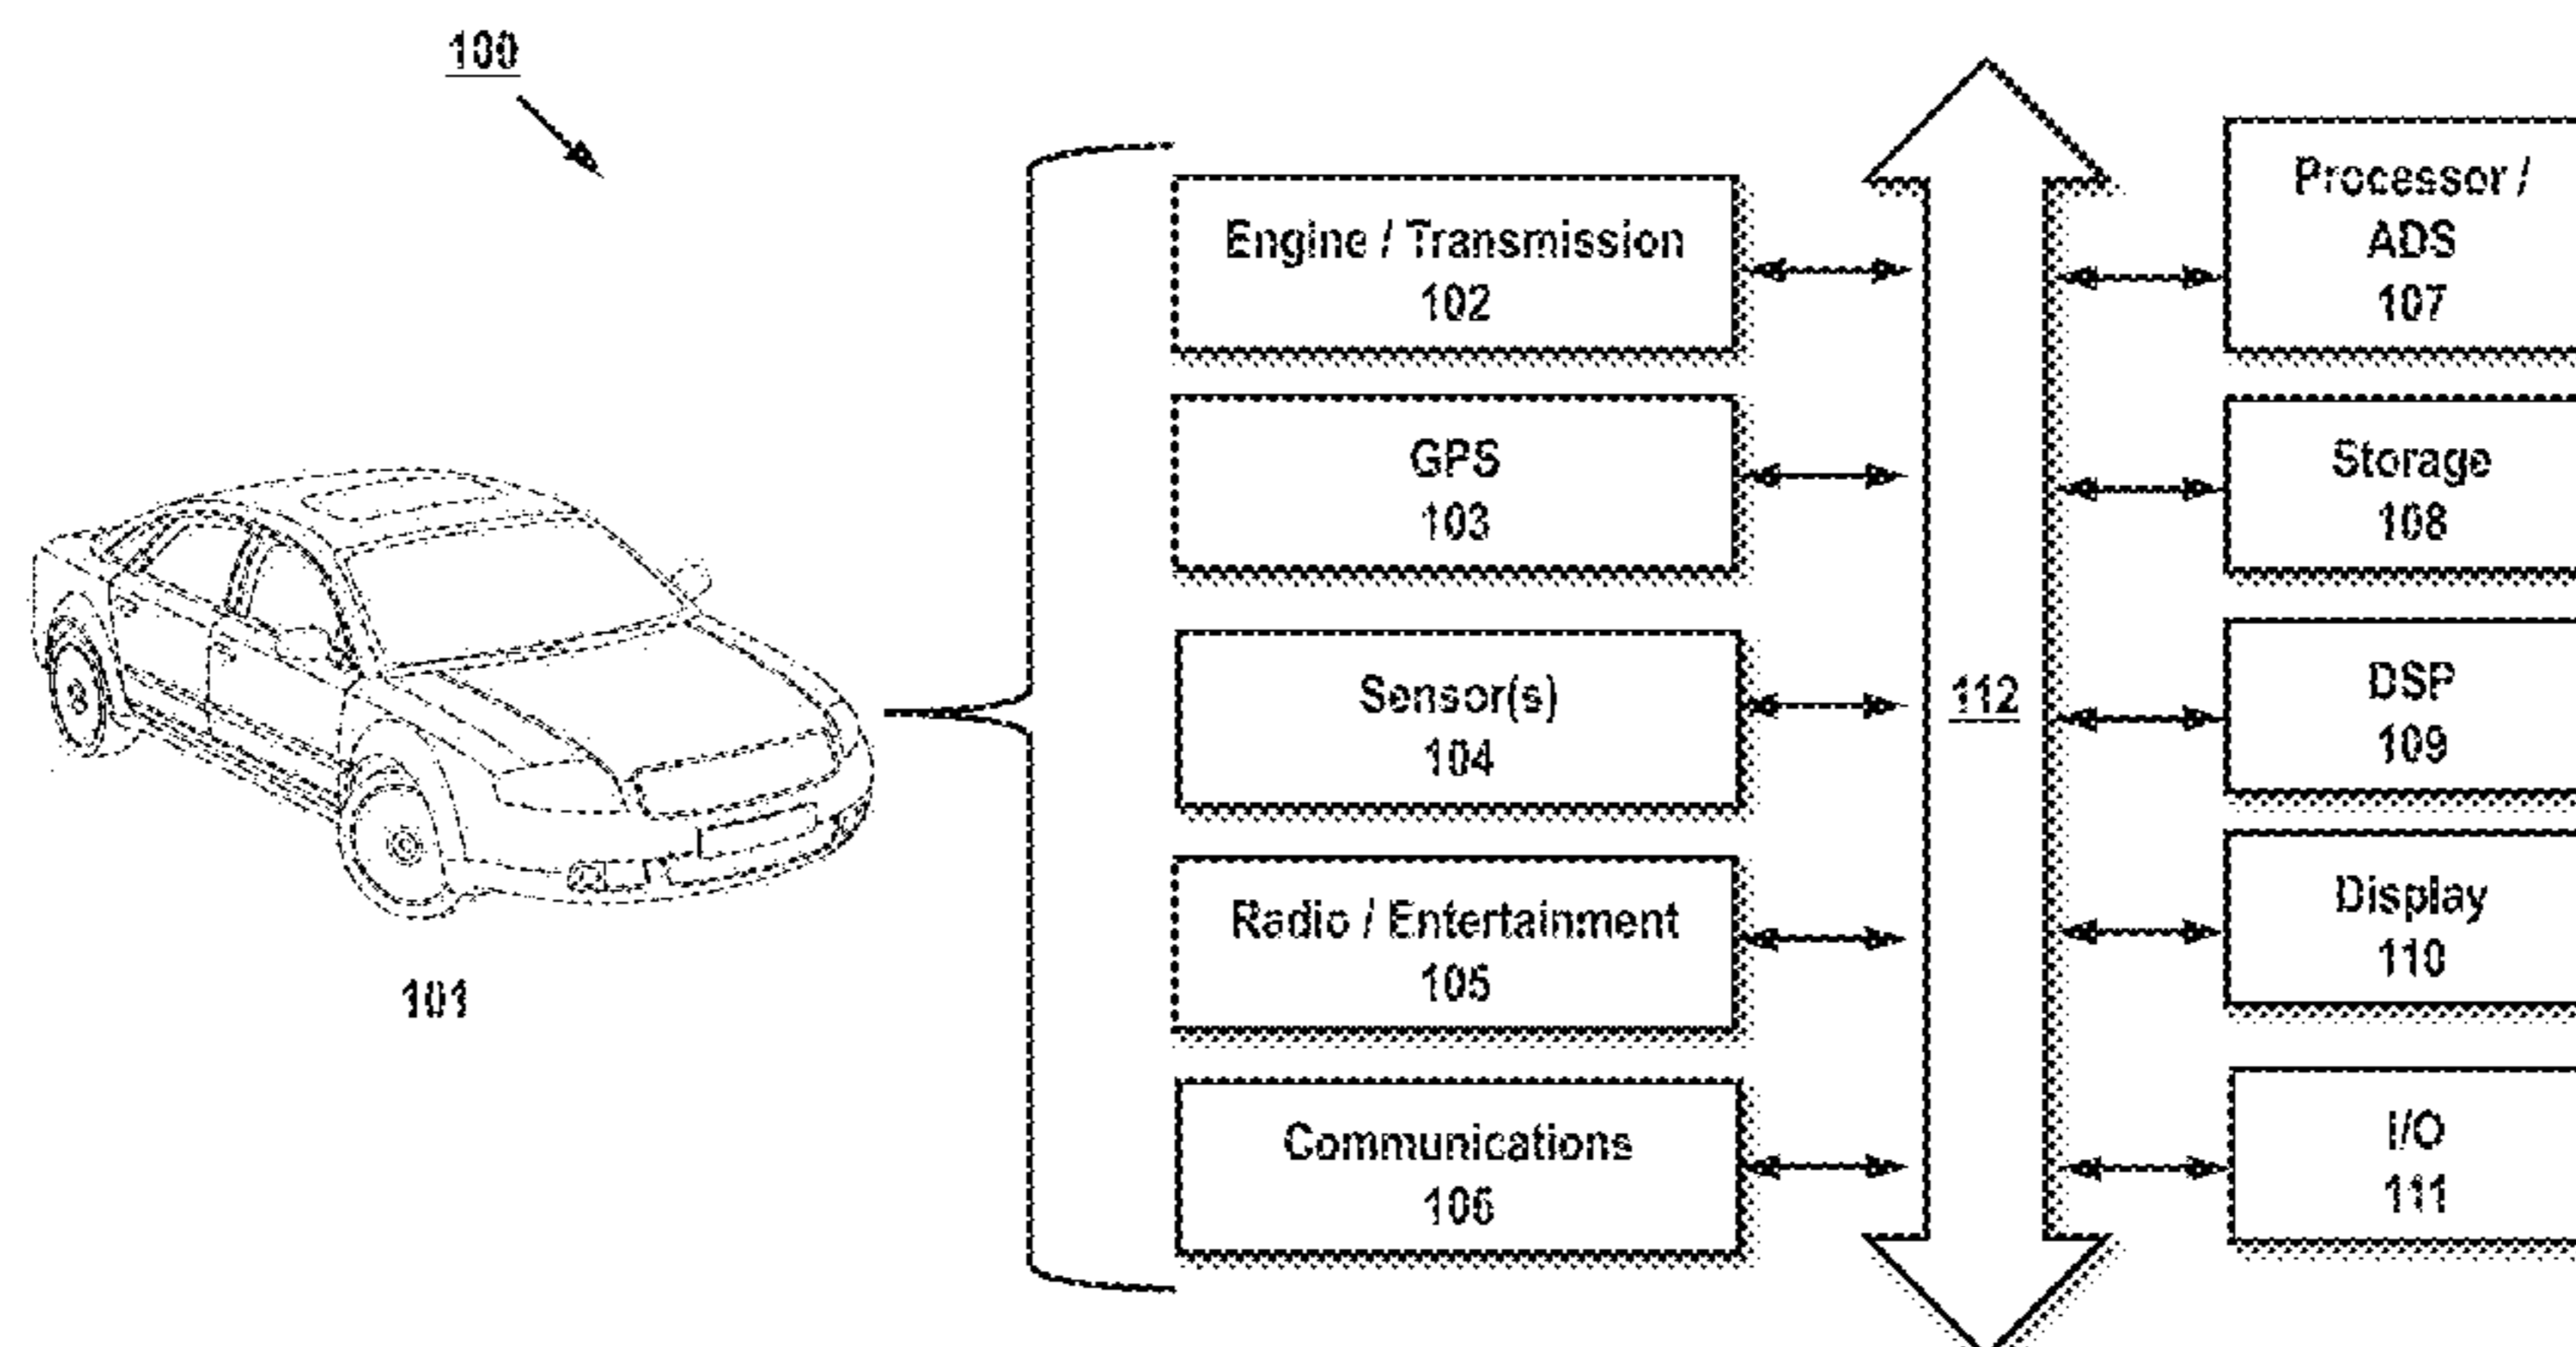 100
101
Engine / Transmission
102
GPS
103
Sensor(s)
104
Radio / Entertainment
105
Communications
106
112
Processor /
ADS
107
Storage
108
DSP
109
Display
110
I/O
111